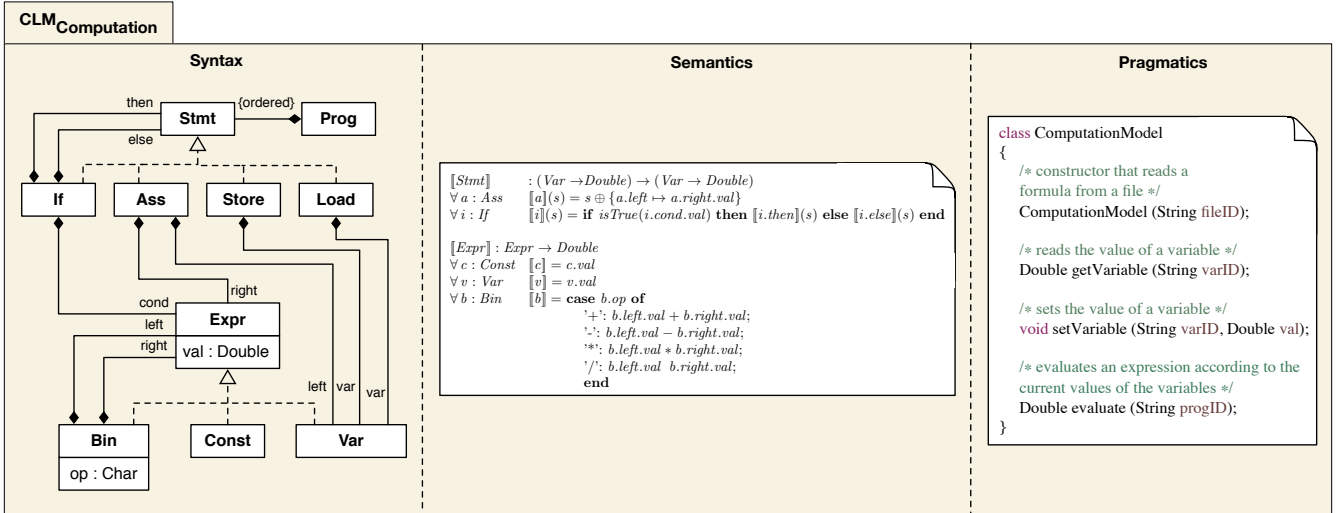 CLM Computation
Syntax
then
{ordered}
Stmt
Prog
else
If
Ass
Store
Load
right
cond
Expr
left
val : Double
right
left
var
var
Bin
Const
Var
op : Char
Semantics
⟦Stmt⟧ : (Var →Double) → (Var → Double)
∀ a : Ass ⟦a⟧(s) = s ⊕ {a.left ↦ a.right.val}
∀ i : If ⟦i⟧(s) = if isTrue(i.cond.val) then ⟦i.then⟧(s) else ⟦i.else⟧(s) end
⟦Expr⟧ : Expr → Double
∀ c : Const ⟦c⟧ = c.val
∀ v : Var ⟦v⟧ = v.val
∀ b : Bin ⟦b⟧ = case b.op of
'+': b.left.val + b.right.val;
'-': b.left.val − b.right.val;
'*': b.left.val ∗ b.right.val;
'/': b.left.val b.right.val;
end
Pragmatics
class ComputationModel
{
/* constructor that reads a
formula from a file */
ComputationModel (String fileID);
/* reads the value of a variable */
Double getVariable (String varID);
/* sets the value of a variable */
void setVariable (String varID, Double val);
/* evaluates an expression according to the
current values of the variables */
Double evaluate (String progID);
}